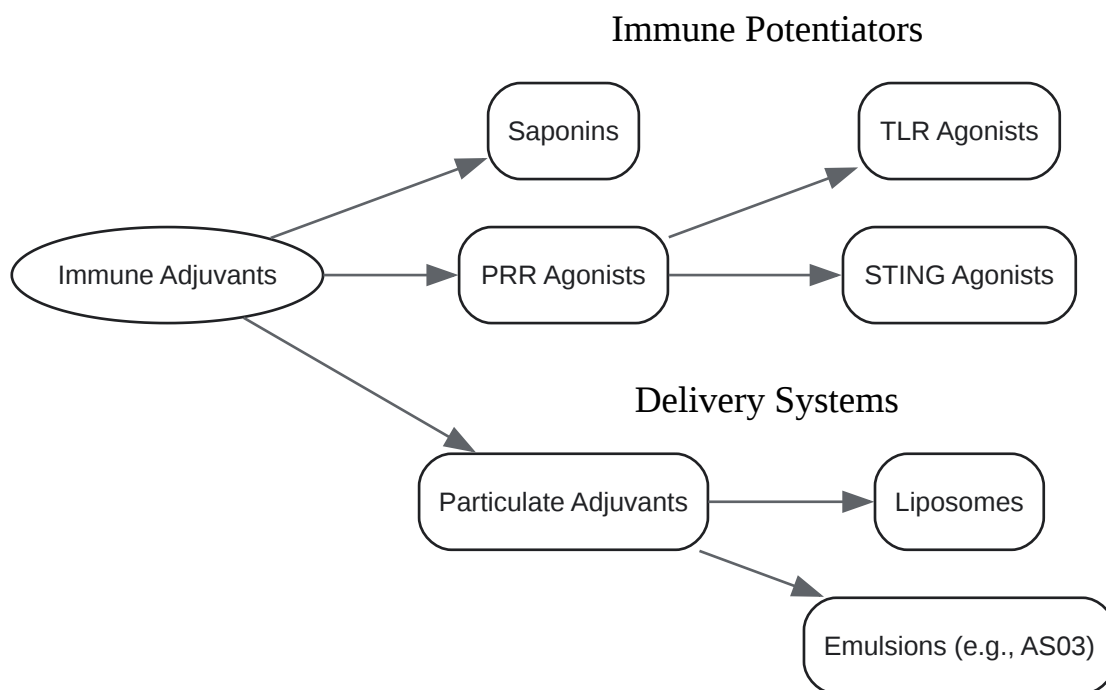 Immune Potentiators
Saponins
TLR Agonists
Immune Adjuvants
PRR Agonists
STING Agonists
Delivery Systems
Particulate Adjuvants
Liposomes
Emulsions (e.g., AS03)